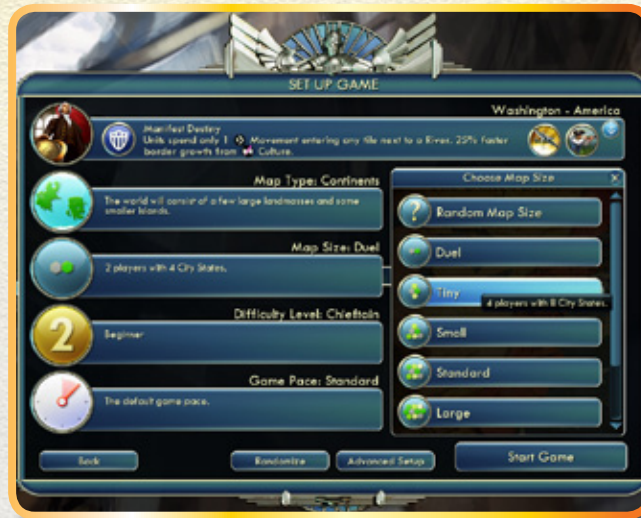 SET UP GAME
Washington - America
Manifest Destiny
Units spend only 1 Movement entering any tile next to a River. 25% faster
border growth from Culture.
Map Type: Continents
The world will consist of a few large landmasses and some
smaller islands.
Map Size: Duel
2 players with 4 City States.
Difficulty Level: Chieftain
2
Beginner
Game Pace: Standard
The default game pace.
Choose Map Size
X
?
Random Map Size
Duel
Tiny
4 players with 8 City States.
Small
Standard
Large
Back
Randomize
Advanced Setup
Start Game